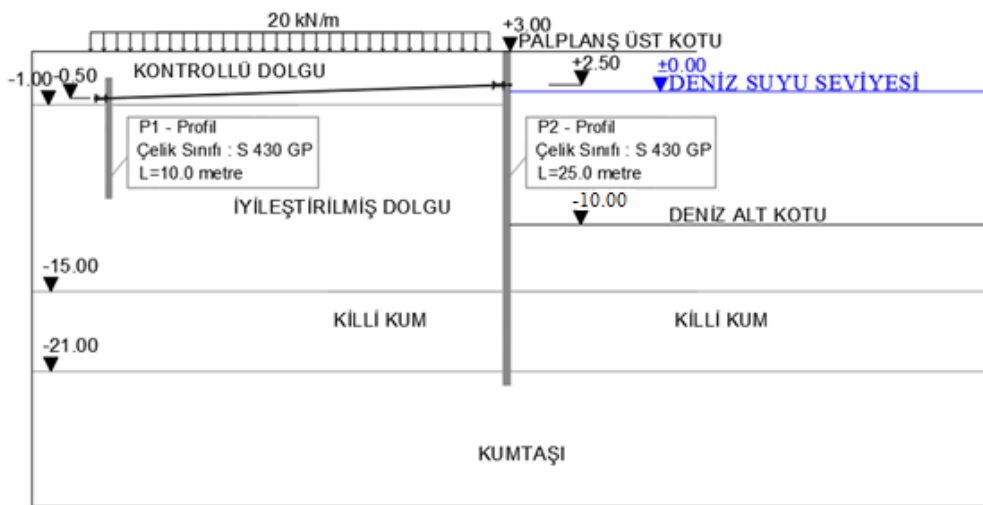 20 kN/m
+3.00
PALPLANŞ ÜST KOTU
KONTROLLÜ DOLGU
+2.50
±0.00
DENİZ SUYU SEVİYESİ
-1.00
-0.50
P1 - Profil
Çelik Sınıfı : S 430 GP
L=10.0 metre
P2 - Profil
Çelik Sınıfı : S 430 GP
L=25.0 metre
İYİLEŞTİRİLMİŞ DOLGU
-10.00
DENİZ ALT KOTU
-15.00
KİLLİ KUM
KİLLİ KUM
-21.00
KUMTAŞI